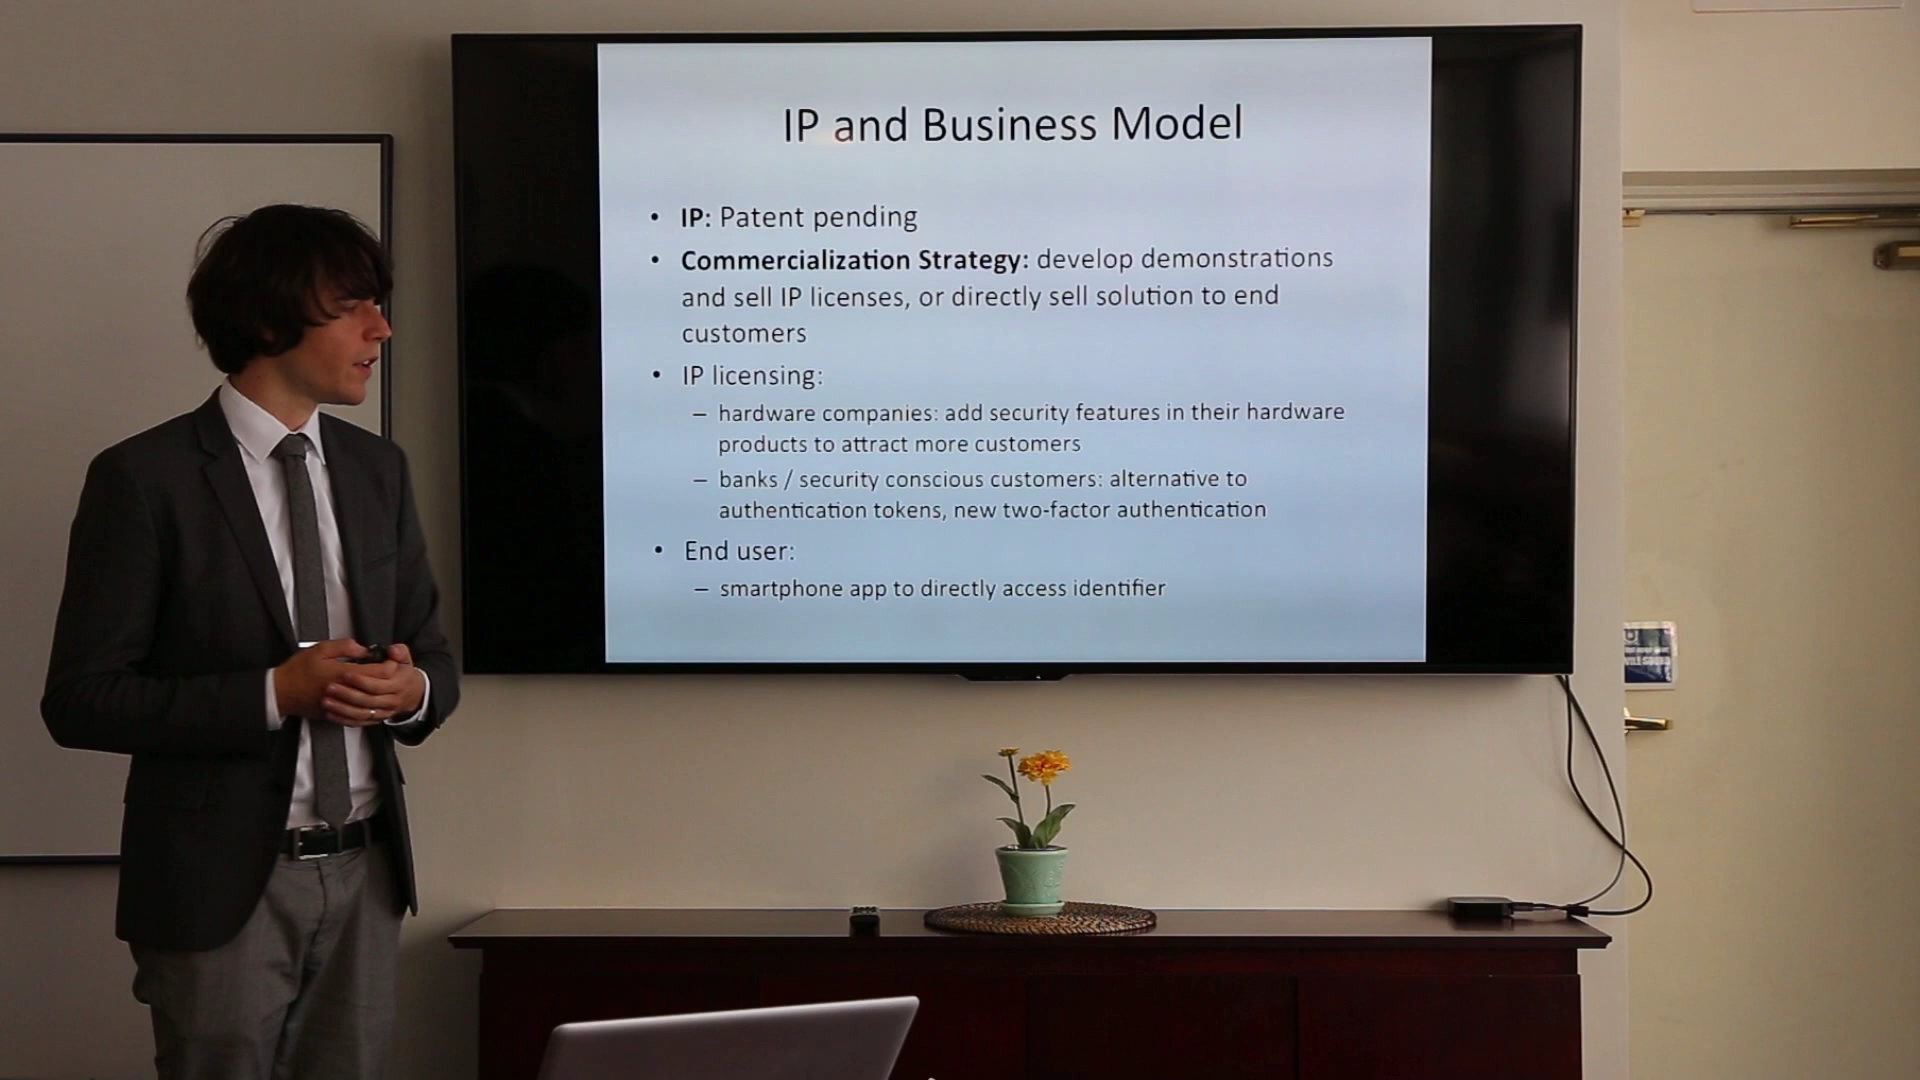 IP and Business Model
• IP: Patent pending
• Commercialization Strategy: develop demonstrations
and sell IP licenses, or directly sell solution to end
customers
• IP licensing:
– hardware companies: add security features in their hardware
products to attract more customers
– banks / security conscious customers: alternative to
authentication tokens, new two-factor authentication
• End user:
– smartphone app to directly access identifier